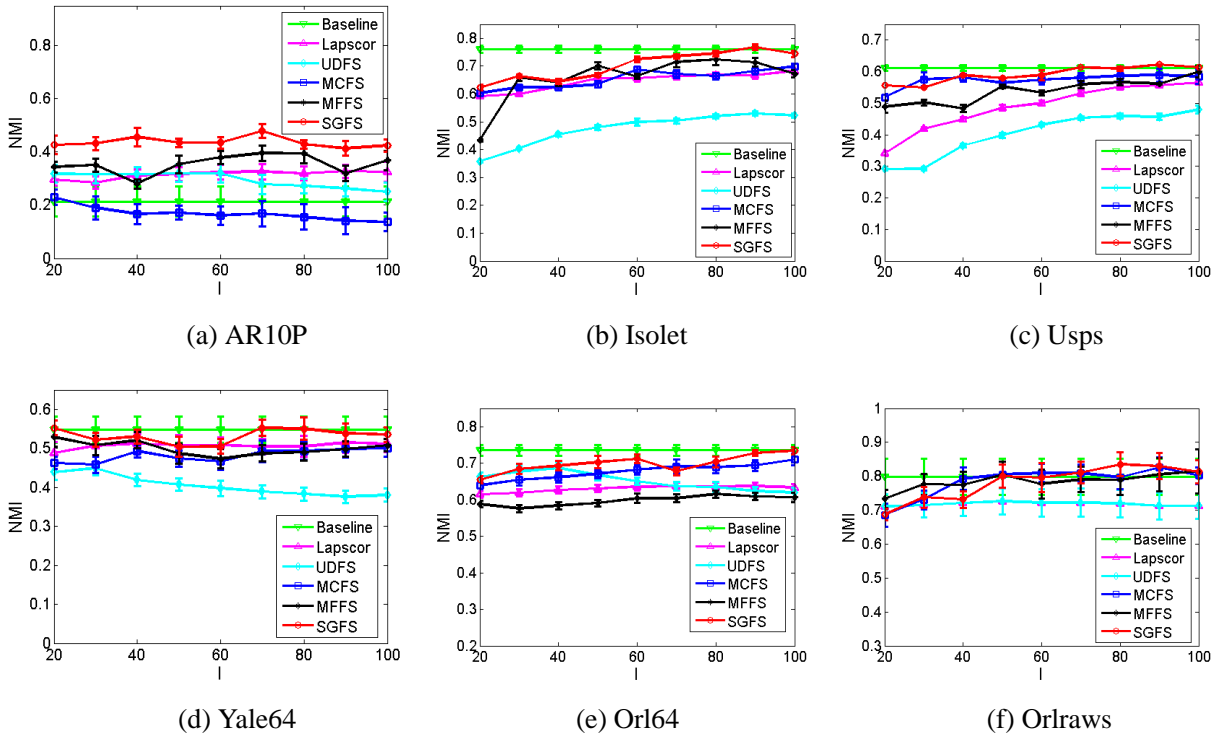 NMI
0.8
0.6
0.4
0.2
0
20
40
60
80
100
l
Baseline
Lapscor
UDFS
MCFS
MFFS
SGFS
(a) AR10P
NMI
0.8
0.7
0.6
0.5
0.4
0.3
0.2
0.1
0
20
40
60
80
100
l
Baseline
Lapscor
UDFS
MCFS
MFFS
SGFS
(b) Isolet
NMI
0.7
0.6
0.5
0.4
0.3
0.2
0.1
0
20
40
60
80
100
l
Baseline
Lapscor
UDFS
MCFS
MFFS
SGFS
(c) Usps
NMI
0.6
0.5
0.4
0.3
0.2
0.1
0
20
40
60
80
100
l
Baseline
Lapscor
UDFS
MCFS
MFFS
SGFS
(d) Yale64
NMI
0.8
0.7
0.6
0.5
0.4
0.3
0.2
20
40
60
80
100
l
Baseline
Lapscor
UDFS
MCFS
MFFS
SGFS
(e) Orl64
NMI
1
0.9
0.8
0.7
0.6
0.5
0.4
0.3
20
40
60
80
100
l
Baseline
Lapscor
UDFS
MCFS
MFFS
SGFS
(f) Orlraws